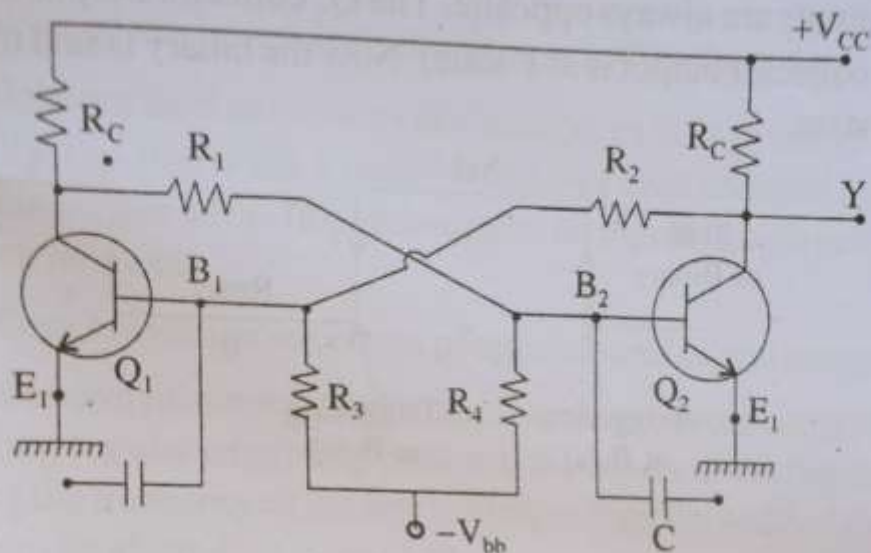 +V_CC
R_C
R_1
R_2
R_C
Y
B_1
B_2
E_1
Q_1
R_3
R_4
Q_2
E_1
C
-V_bb